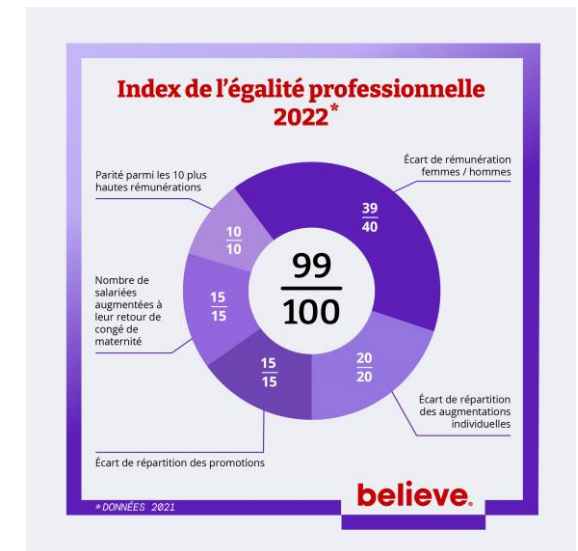 Index de l'égalité professionnelle
2022*
Écart de rémunération
femmes / hommes
39
40
Parité parmi les 10 plus
hautes rémunérations
10
10
99
100
Nombre de
salariées
augmentées à
leur retour de
congé de
maternité
15
15
15
15
20
20
Écart de répartition
des augmentations
individuelles
Écart de répartition des promotions
believe.
*DONNÉES 2021